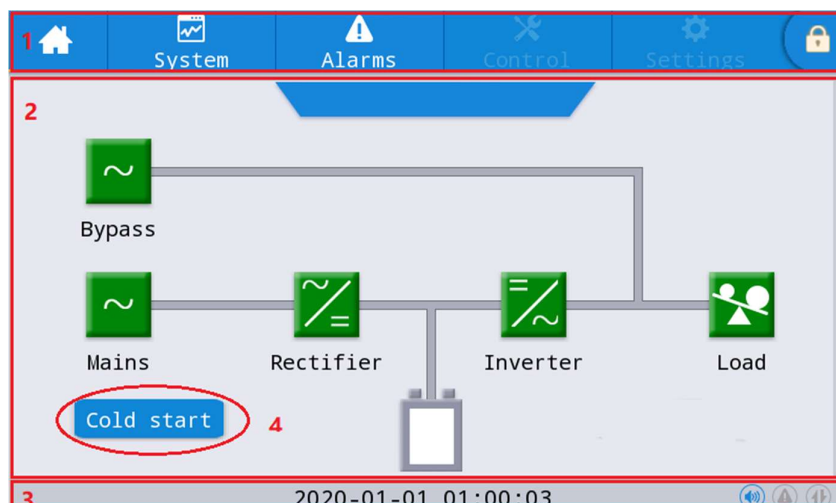 1
System
Alarms
Control
Settings
2
Bypass
Mains
Rectifier
Inverter
Load
Cold start
4
3
2020-01-01 01:00:03